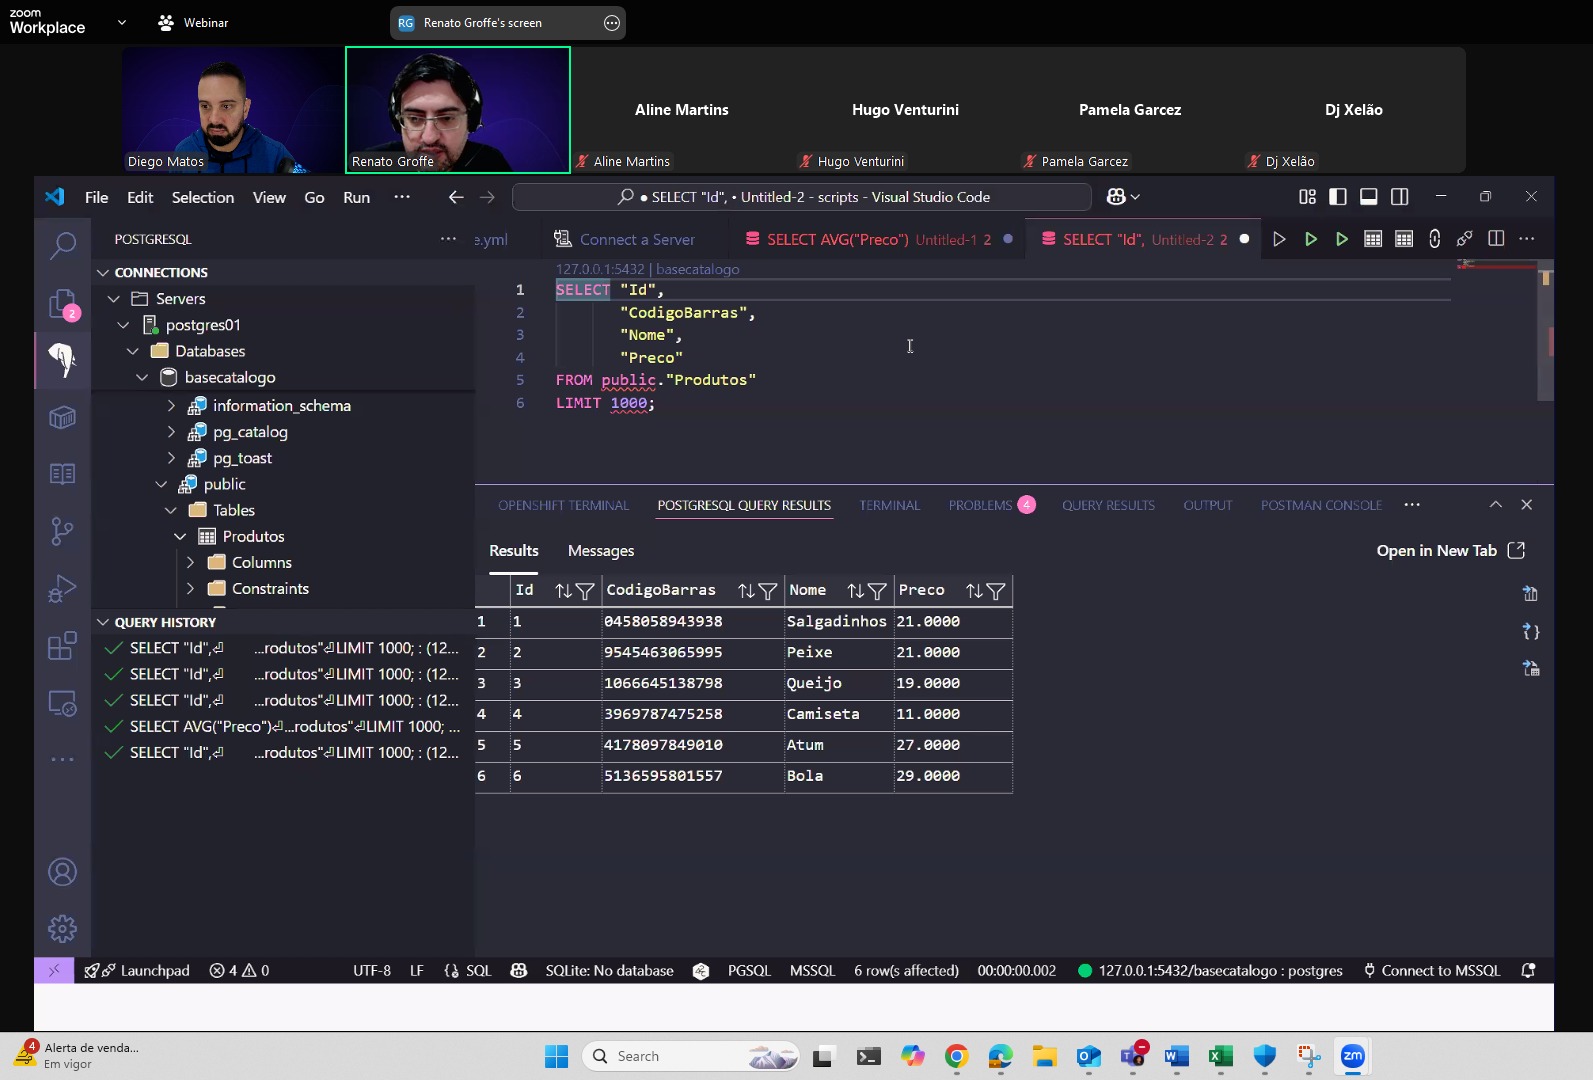 zoom
Workplace
Webinar
RG Renato Groffe's screen
Diego Matos
Renato Groffe
Aline Martins
Aline Martins
Hugo Venturini
Hugo Venturini
Pamela Garcez
Pamela Garcez
Dj Xelão
Dj Xelão
File Edit Selection View Go Run ···
● SELECT "Id", • Untitled-2 - scripts - Visual Studio Code
POSTGRESQL
e.yml
Connect a Server
SELECT AVG("Preco") Untitled-1 2
SELECT "Id", Untitled-2 2
2
CONNECTIONS
Servers
postgres01
Databases
basecatalogo
information_schema
pg_catalog
pg_toast
public
Tables
Produtos
Columns
Constraints
127.0.0.1:5432 | basecatalogo
1 SELECT "Id",
2 "CodigoBarras",
3 "Nome",
4 "Preco"
5 FROM public."Produtos"
6 LIMIT 1000;
OPENSHIFT TERMINAL POSTGRESQL QUERY RESULTS TERMINAL PROBLEMS 4 QUERY RESULTS OUTPUT POSTMAN CONSOLE ···
Results Messages
Open in New Tab
Id CodigoBarras Nome Preco
1 1 0458058943938 Salgadinhos 21.0000
2 2 9545463065995 Peixe 21.0000
3 3 1066645138798 Queijo 19.0000
4 4 3969787475258 Camiseta 11.0000
5 5 4178097849010 Atum 27.0000
6 6 5136595801557 Bola 29.0000
QUERY HISTORY
SELECT "Id",⏎ ...rodutos"⏎LIMIT 1000; : (12...
SELECT "Id",⏎ ...rodutos"⏎LIMIT 1000; : (12...
SELECT "Id",⏎ ...rodutos"⏎LIMIT 1000; : (12...
SELECT AVG("Preco")⏎...rodutos"⏎LIMIT 1000; ...
SELECT "Id",⏎ ...rodutos"⏎LIMIT 1000; : (12...
Launchpad 4 0 UTF-8 LF SQL SQLite: No database PGSQL MSSQL 6 row(s affected) 00:00:00.002 127.0.0.1:5432/basecatalogo : postgres Connect to MSSQL
4
Alerta de venda...
Em vigor
Search
zm